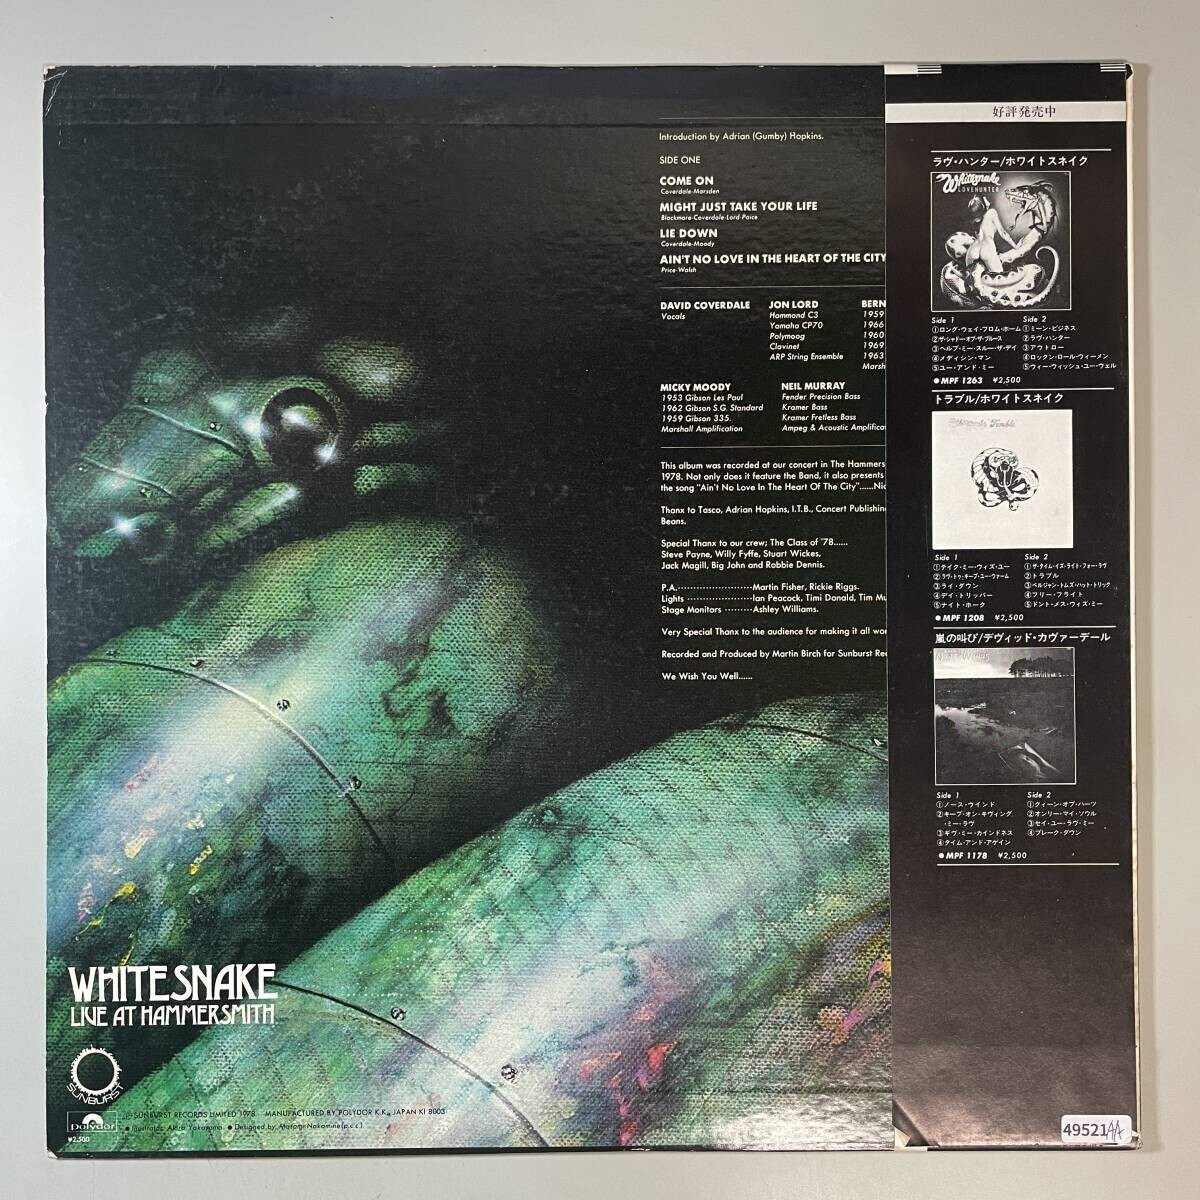 Introduction by Adrian (Gumby) Hopkins.
SIDE ONE
COME ON
Coverdale-Marsden
MIGHT JUST TAKE YOUR LIFE
Blackmore-Coverdale-Lord-Paice
LIE DOWN
Coverdale-Moody
AIN'T NO LOVE IN THE HEART OF THE CITY
Price-Walsh
DAVID COVERDALE
Vocals
JON LORD
Hammond C3
Yamaha CP70
Polymoog
Clavinet
ARP String Ensemble
BERN
1959
1966
1960
1969
1963
Marsh
MICKY MOODY
1953 Gibson Les Paul
1962 Gibson S.G. Standard
1959 Gibson 335.
Marshall Amplification
NEIL MURRAY
Fender Precision Bass
Kramer Bass
Kramer Fretless Bass
Ampeg & Acoustic Amplifica
This album was recorded at our concert in The Hammers
1978. Not only does it feature the Band, it also presents
the song "Ain't No Love In The Heart Of The City"......Nic
Thanx to Tasco, Adrian Hopkins, I.T.B., Concert Publishin
Beans.
Special Thanx to our crew; The Class of '78......
Steve Payne, Willy Fyffe, Stuart Wickes,
Jack Magill, Big John and Robbie Dennis.
P.A. Martin Fisher, Rickie Riggs.
Lights Ian Peacock, Timi Donald, Tim Mu
Stage Monitors Ashley Williams.
Very Special Thanx to the audience for making it all wor
Recorded and Produced by Martin Birch for Sunburst Rec
We Wish You Well......
WHITESNAKE
LIVE AT HAMMERSMITH
SUNBURST
polydor
¥2,500
Ⓟ SUNBURST RECORDS LIMITED 1978 MANUFACTURED BY POLYDOR K.K., JAPAN KI 8003
● Illustrator. Akira Yokoyama. ● Designed by. Masami Nakamine (p.c.c)
好評発売中
ラヴ・ハンター/ホワイトスネイク
Whitesnake
LOVEHUNTER
Side 1
①ロング・ウェイ・フロム・ホーム
②ザ・シャドー・オブ・ザ・ブルース
③ヘルプ・ミー・スルー・ザ・デイ
④メディシン・マン
⑤ユー・アンド・ミー
Side 2
①ミーン・ビジネス
②ラヴ・ハンター
③アウトロー
④ロックン・ロール・ウィーメン
⑤ウィー・ウィッシュ・ユー・ウェル
● MPF 1263 ¥2,500
トラブル/ホワイトスネイク
Whitesnake Trouble
Side 1
①テイク・ミー・ウィズ・ユー
②ラヴ・トゥ・キープ・ユー・ウォーム
③ライ・ダウン
④デイ・トリッパー
⑤ナイト・ホーク
Side 2
①ザ・タイム・イズ・ライト・フォー・ラヴ
②トラブル
③ベルジャン・トムズ・ハット・トリック
④フリー・フライト
⑤ドント・メス・ウィズ・ミー
● MPF 1208 ¥2,500
嵐の叫び/デヴィッド・カヴァーデール
North Winds
Side 1
①ノース・ウインド
②キープ・オン・ギヴィング
・ミー・ラヴ
③ギヴ・ミー・カインドネス
④タイム・アンド・アゲイン
Side 2
①クィーン・オブ・ハーツ
②オンリー・マイ・ソウル
③セイ・ユー・ラヴ・ミー
④ブレーク・ダウン
● MPF 1178 ¥2,500
49521AA